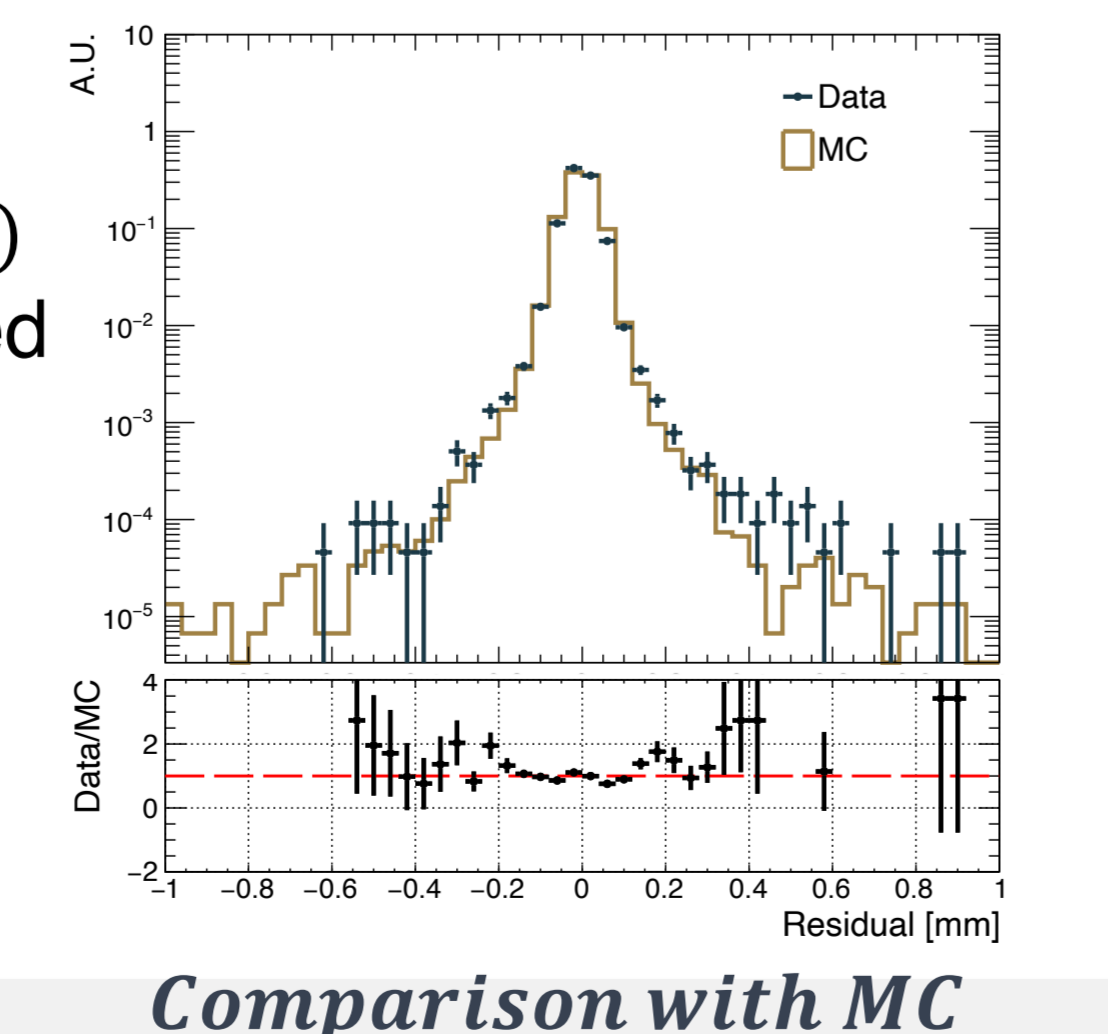 A.U.
10
1
10⁻¹
10⁻²
10⁻³
10⁻⁴
10⁻⁵
Data
MC
)
ed
Data/MC
4
2
0
−2
−1 −0.8 −0.6 −0.4 −0.2 0 0.2 0.4 0.6 0.8 1
Residual [mm]
Comparison with MC